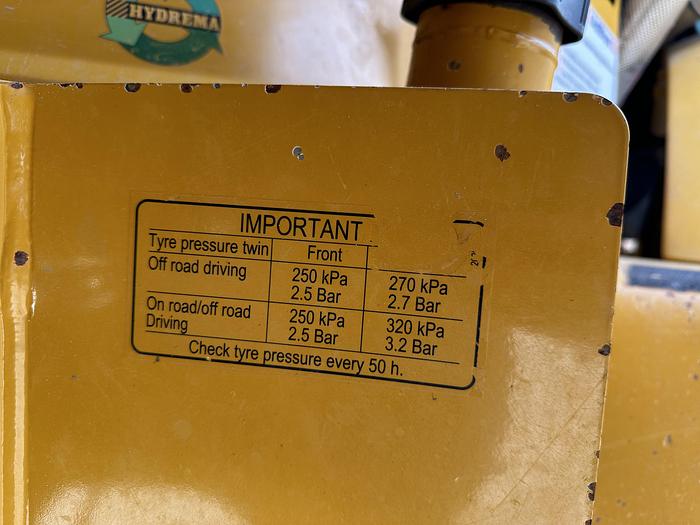 HYDREMA
IMPORTANT
Tyre pressure twin Front
Off road driving 250 kPa 270 kPa
2.5 Bar 2.7 Bar
On road/off road 250 kPa 320 kPa
Driving 2.5 Bar 3.2 Bar
Check tyre pressure every 50 h.